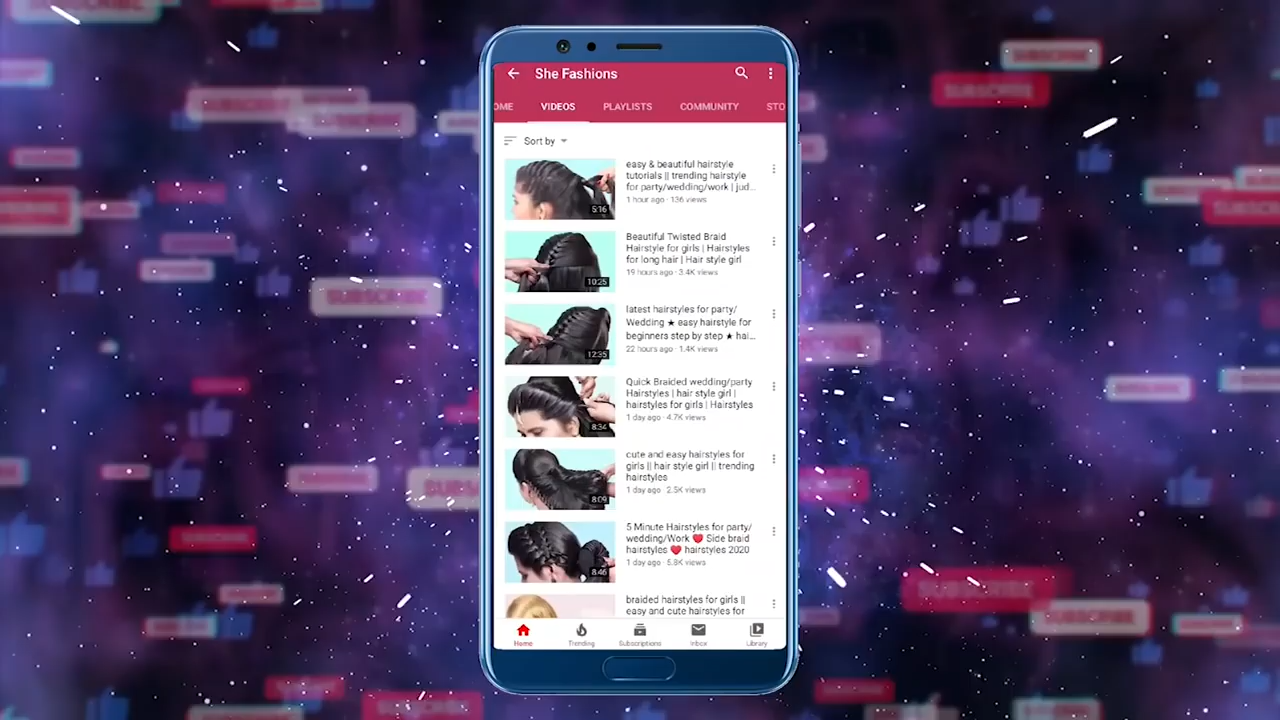 She Fashions
OME VIDEOS PLAYLISTS COMMUNITY STO
Sort by
easy & beautiful hairstyle
tutorials || trending hairstyle
for party/wedding/work | jud...
1 hour ago · 136 views
5:16
Beautiful Twisted Braid
Hairstyle for girls | Hairstyles
for long hair | Hair style girl
19 hours ago · 3.4K views
10:25
latest hairstyles for party/
Wedding ★ easy hairstyle for
beginners step by step ★ hai...
22 hours ago · 1.4K views
12:35
Quick Braided wedding/party
Hairstyles | hair style girl |
hairstyles for girls | Hairstyles
1 day ago · 4.7K views
8:34
cute and easy hairstyles for
girls || hair style girl || trending
hairstyles
1 day ago · 2.5K views
8:09
5 Minute Hairstyles for party/
wedding/Work ❤️ Side braid
hairstyles ❤️ hairstyles 2020
1 day ago · 5.8K views
8:46
braided hairstyles for girls ||
easy and cute hairstyles for
Home Trending Subscriptions Inbox Library
SUBSCRIBE
SUBSCRIBE
SUBSCRIBE